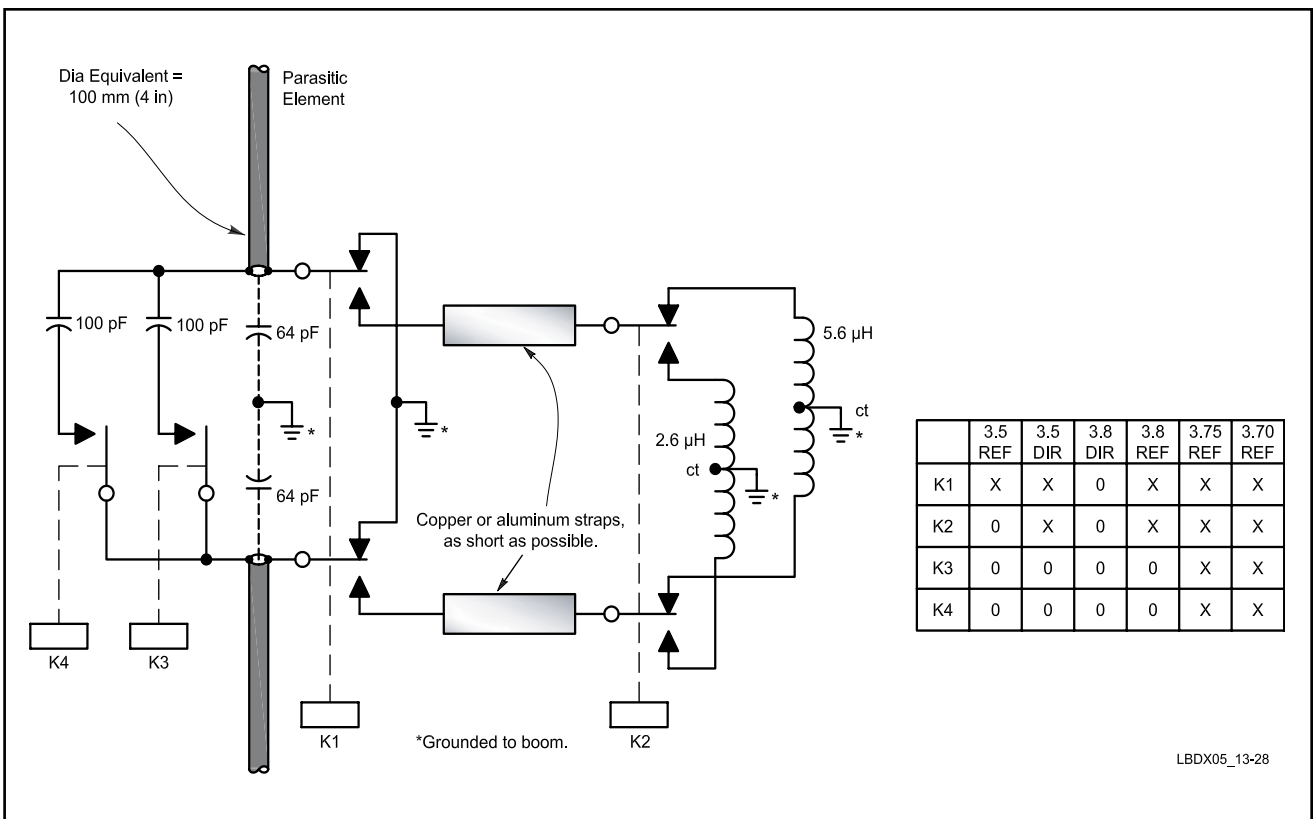 Dia Equivalent =
100 mm (4 in)
Parasitic
Element
100 pF
100 pF
64 pF
*
*
64 pF
5.6 µH
ct
*
2.6 µH
ct
*
Copper or aluminum straps,
as short as possible.
K4
K3
K1
K2
*Grounded to boom.
3.5 REF 3.5 DIR 3.8 DIR 3.8 REF 3.75 REF 3.70 REF
K1 X X 0 X X X
K2 0 X 0 X X X
K3 0 0 0 0 X X
K4 0 0 0 0 X X
LBDX05_13-28